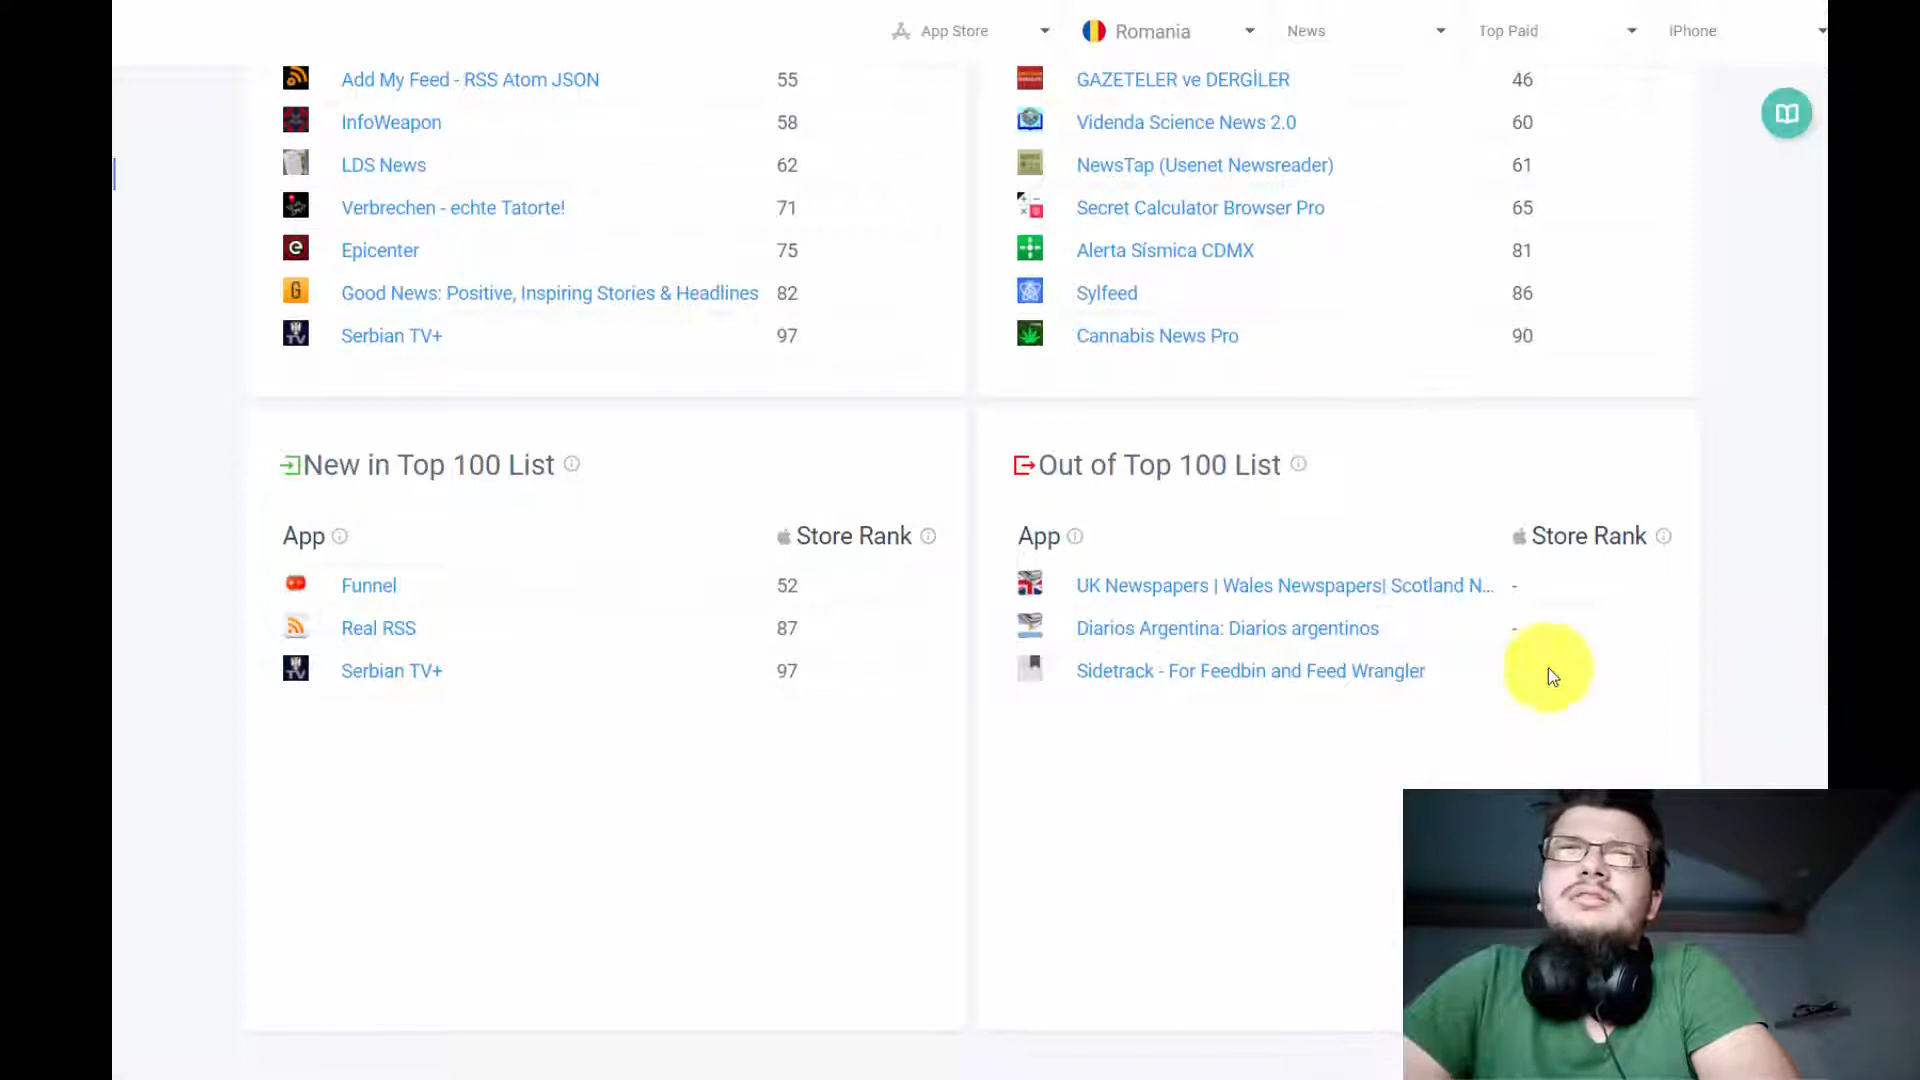 App Store
Romania
News
Top Paid
iPhone
Add My Feed - RSS Atom JSON 55
InfoWeapon 58
LDS News 62
Verbrechen - echte Tatorte! 71
Epicenter 75
Good News: Positive, Inspiring Stories & Headlines 82
Serbian TV+ 97
GAZETELER ve DERGİLER 46
Videnda Science News 2.0 60
NewsTap (Usenet Newsreader) 61
Secret Calculator Browser Pro 65
Alerta Sísmica CDMX 81
Sylfeed 86
Cannabis News Pro 90
New in Top 100 List
App Store Rank
Funnel 52
Real RSS 87
Serbian TV+ 97
Out of Top 100 List
App Store Rank
UK Newspapers | Wales Newspapers| Scotland N... -
Diarios Argentina: Diarios argentinos -
Sidetrack - For Feedbin and Feed Wrangler